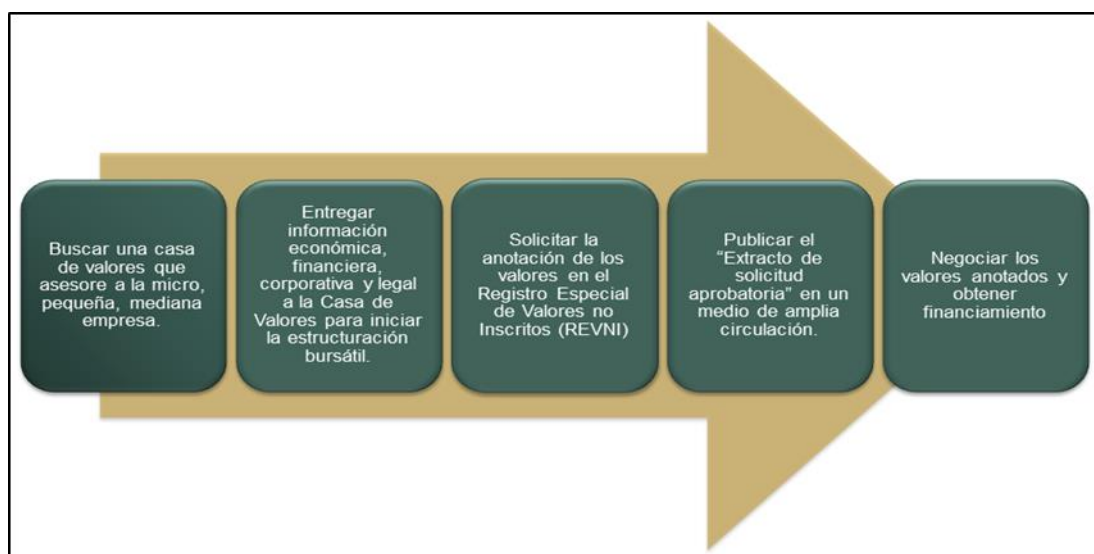 Buscar una casa
de valores que
asesore a la micro,
pequeña, mediana
empresa.
Entregar
información
económica,
financiera,
corporativa y legal
a la Casa de
Valores para iniciar
la estructuración
bursátil.
Solicitar la
anotación de los
valores en el
Registro Especial
de Valores no
Inscritos (REVNI)
Publicar el
“Extracto de
solicitud
aprobatoria” en un
medio de amplia
circulación.
Negociar los
valores anotados y
obtener
financiamiento